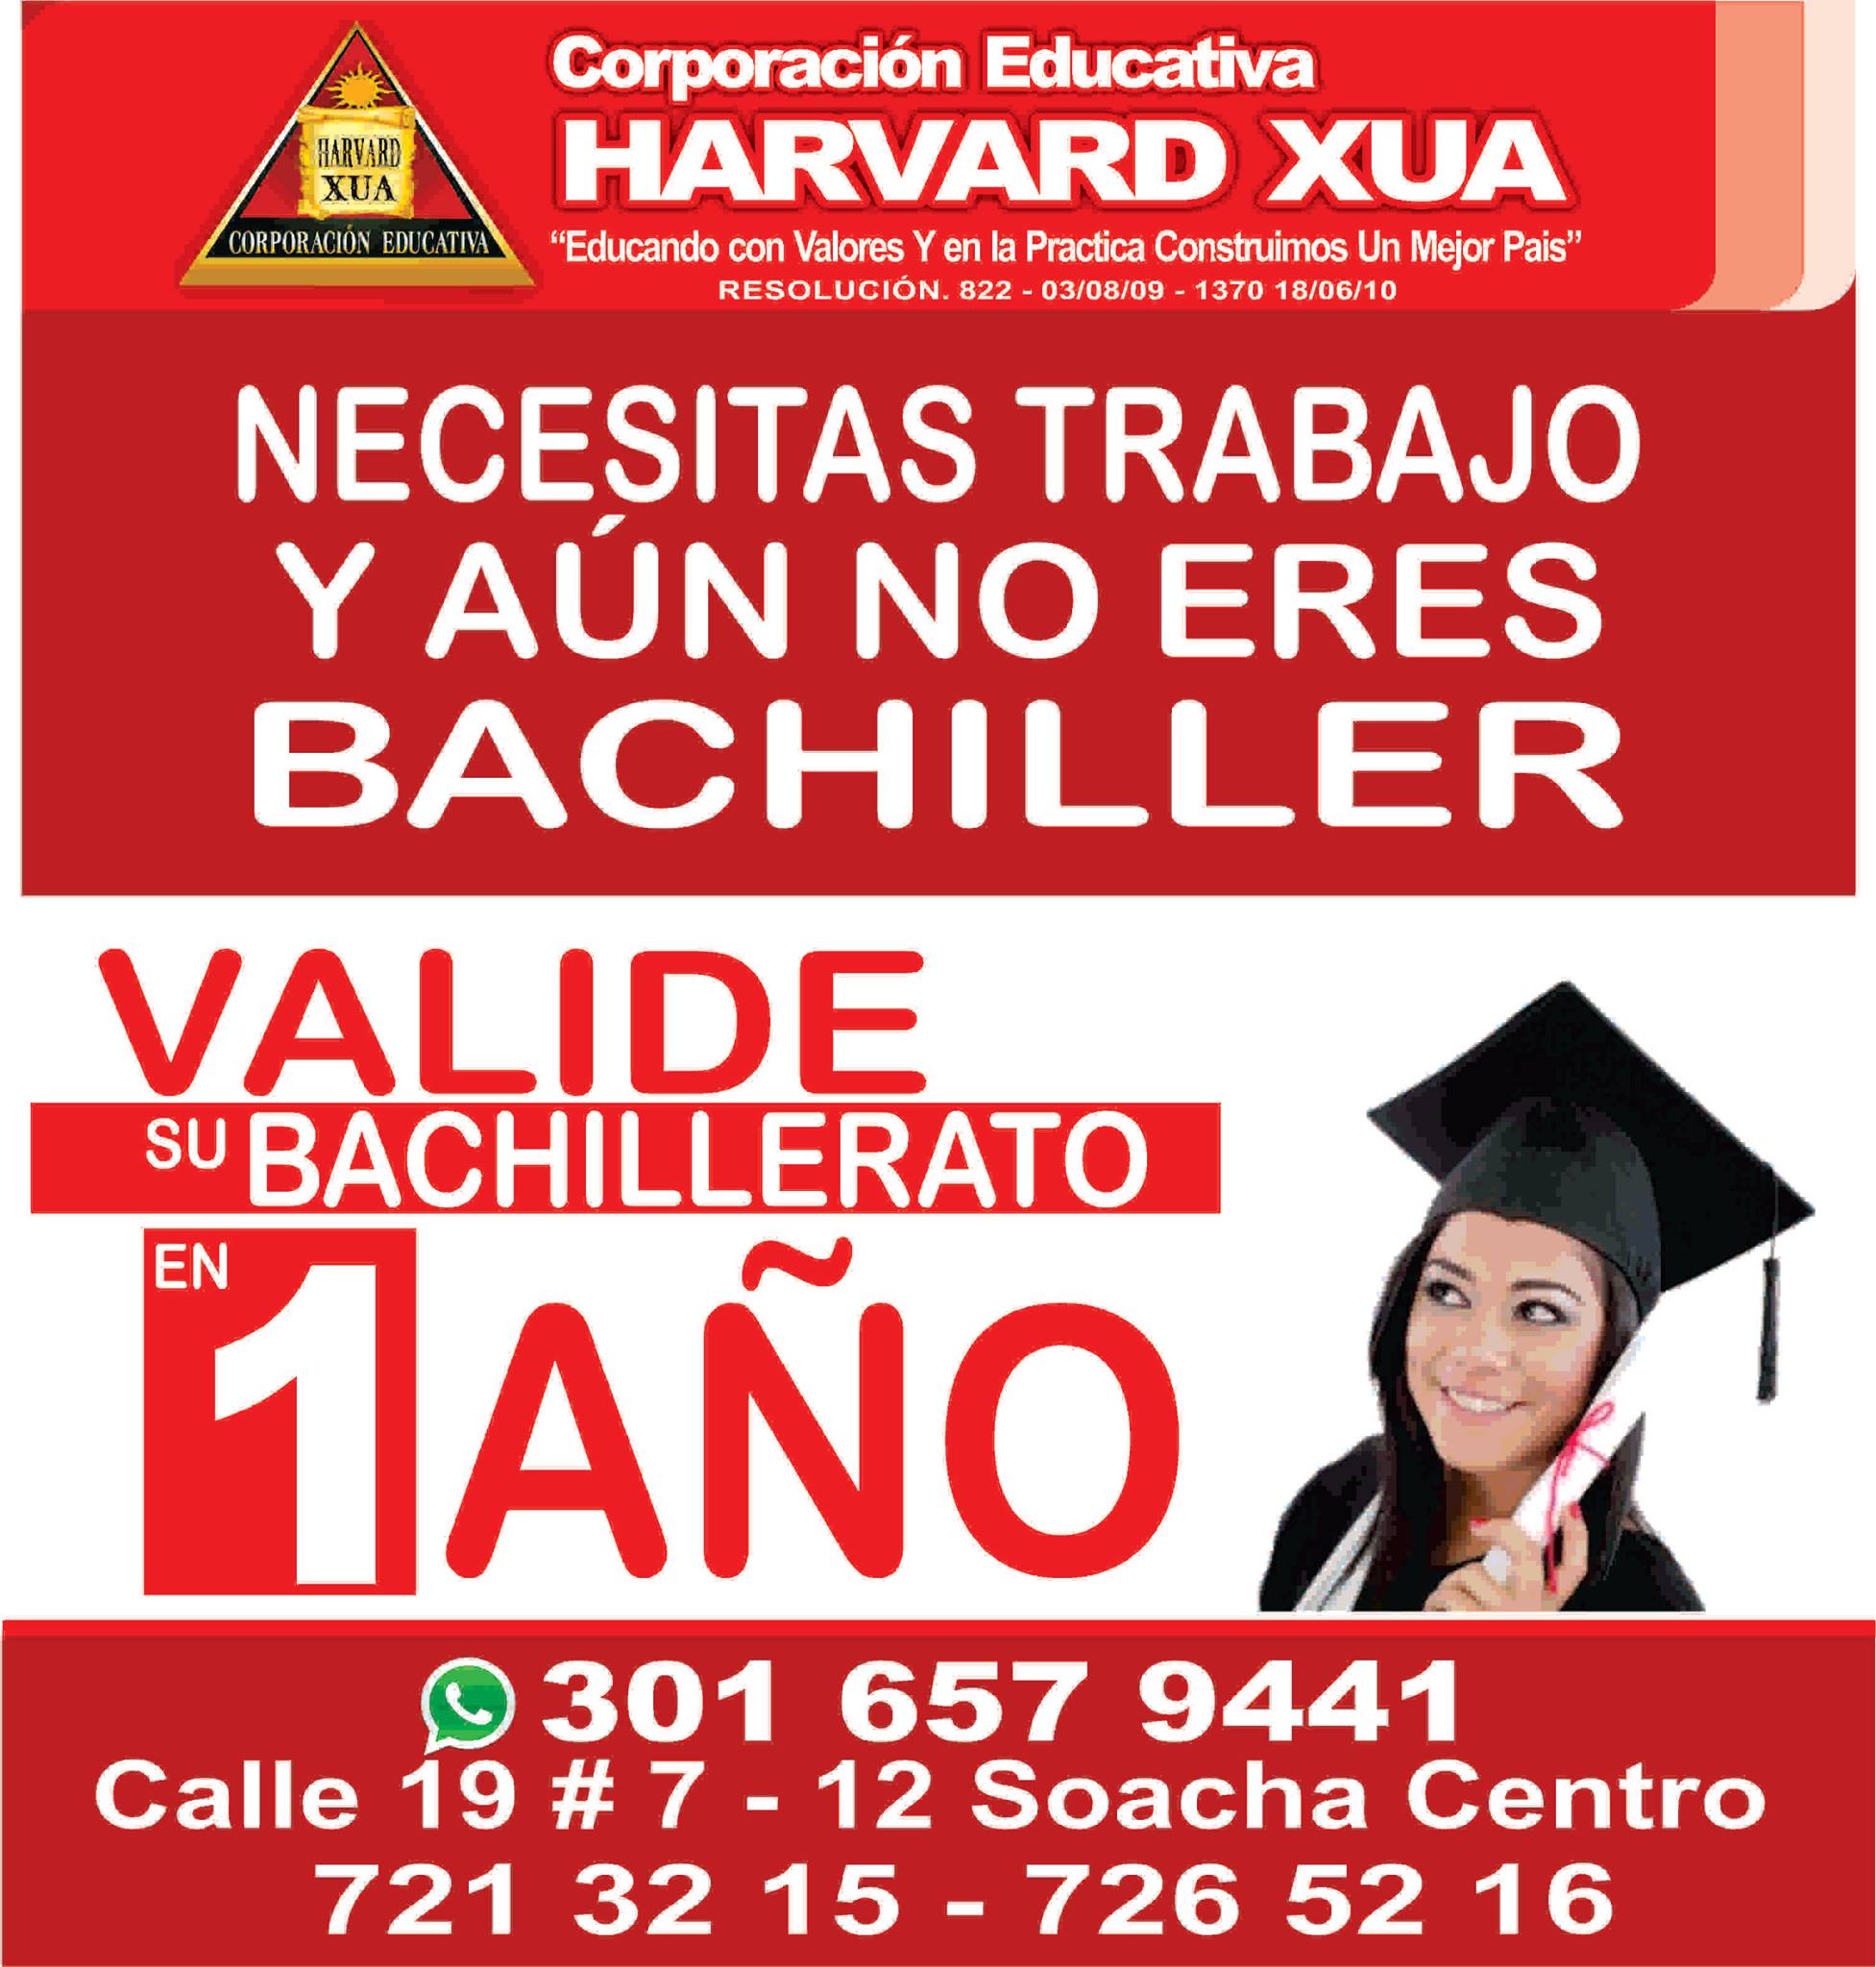 HARVARD
XUA
CORPORACIÓN EDUCATIVA
Corporación Educativa
HARVARD XUA
“Educando con Valores Y en la Practica Construimos Un Mejor Pais”
RESOLUCIÓN. 822 - 03/08/09 - 1370 18/06/10
NECESITAS TRABAJO
Y AÚN NO ERES
BACHILLER
VALIDE
SU BACHILLERATO
EN 1 AÑO
301 657 9441
Calle 19 # 7 - 12 Soacha Centro
721 32 15 - 726 52 16